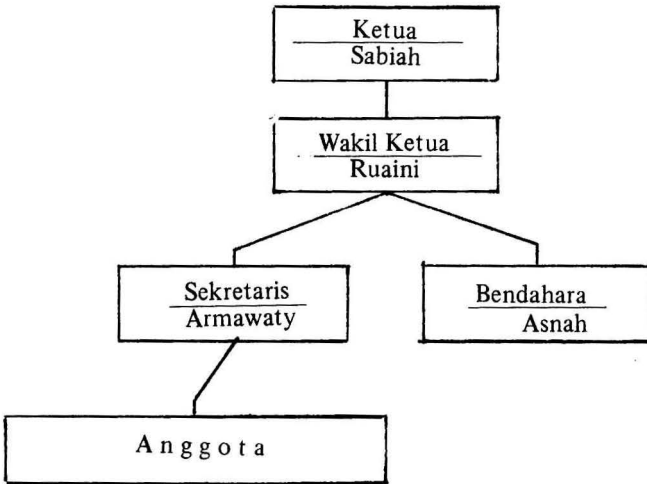 Ketua
Sabiah
Wakil Ketua
Ruaini
Sekretaris
Armawaty
Bendahara
Asnah
Anggota